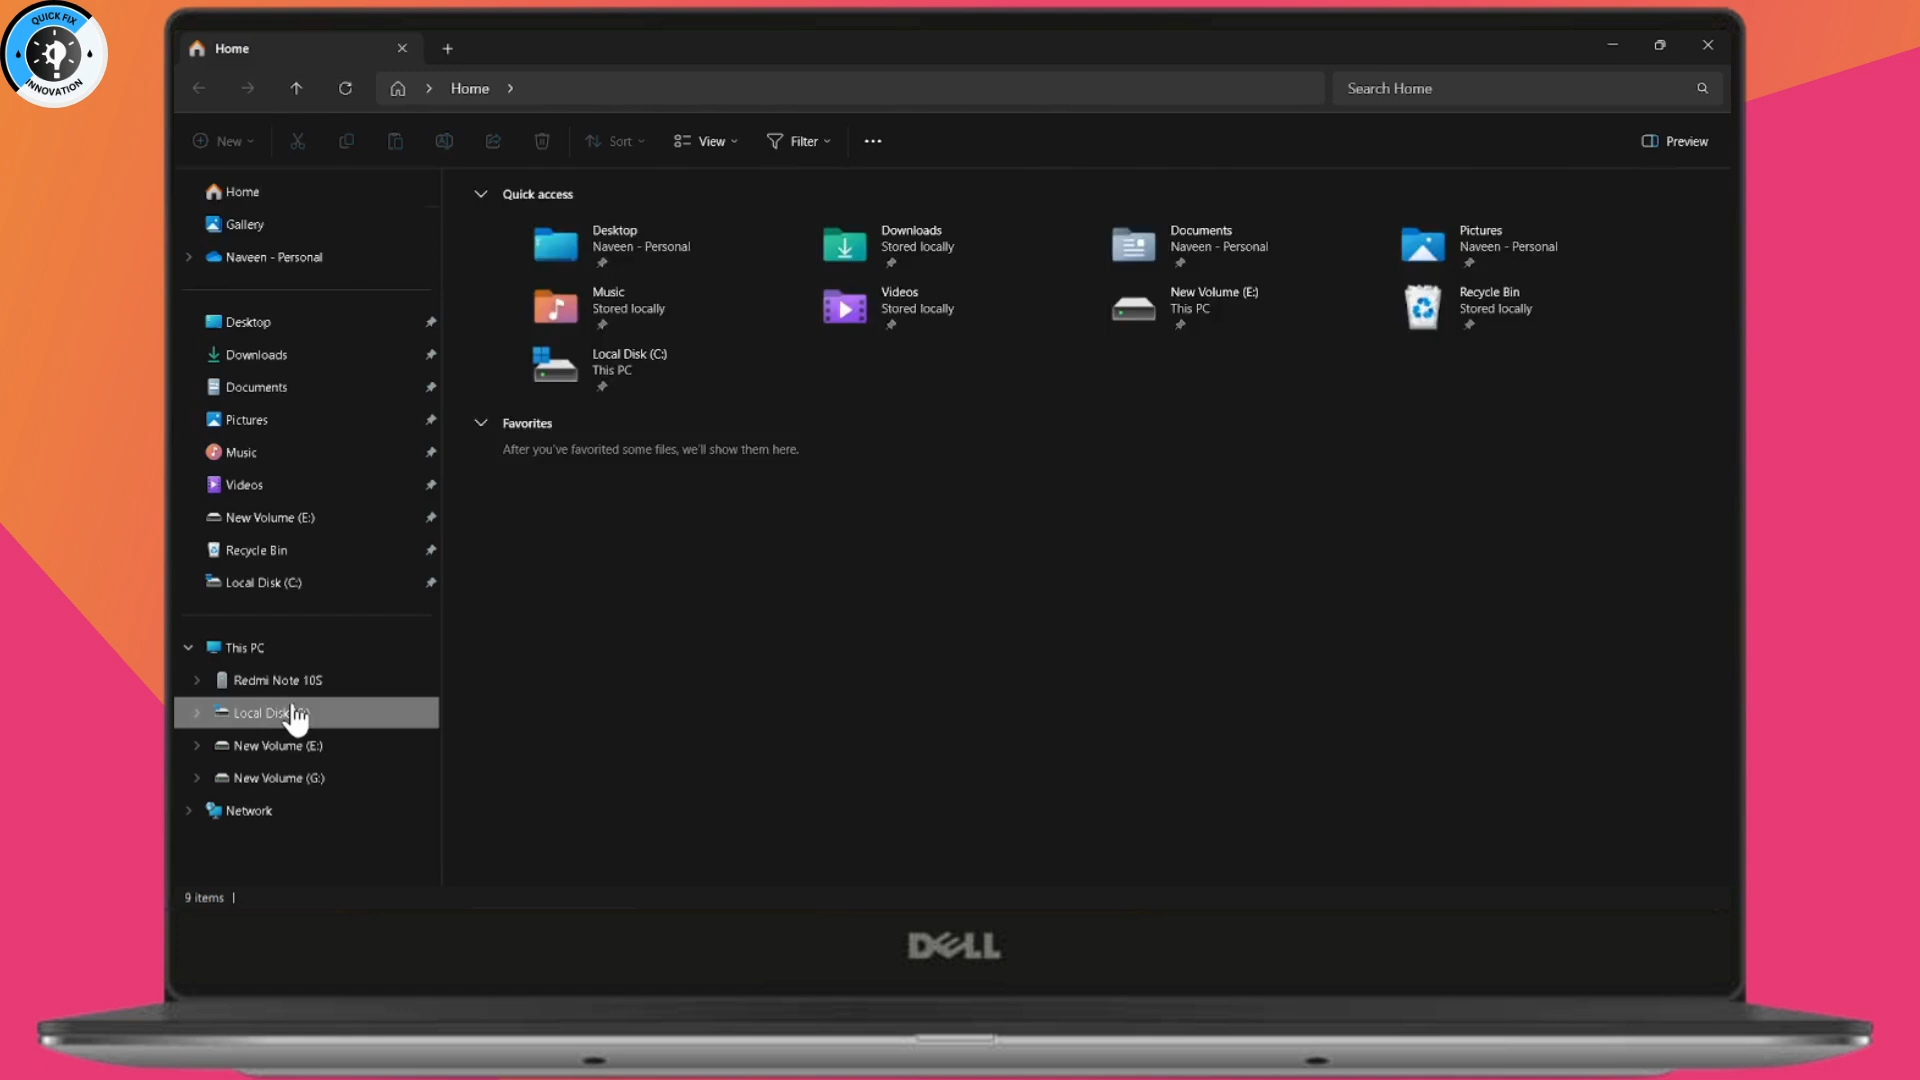 QUICK FIX
INNOVATION
Home
Home
Search Home
New
Sort
View
Filter
Preview
Home
Gallery
Naveen - Personal
Desktop
Downloads
Documents
Pictures
Music
Videos
New Volume (E:)
Recycle Bin
Local Disk (C:)
This PC
Redmi Note 10S
Local Disk
New Volume (E:)
New Volume (G:)
Network
Quick access
Desktop
Naveen - Personal
Downloads
Stored locally
Documents
Naveen - Personal
Pictures
Naveen - Personal
Music
Stored locally
Videos
Stored locally
New Volume (E:)
This PC
Recycle Bin
Stored locally
Local Disk (C:)
This PC
Favorites
After you've favorited some files, we'll show them here.
9 items
DELL